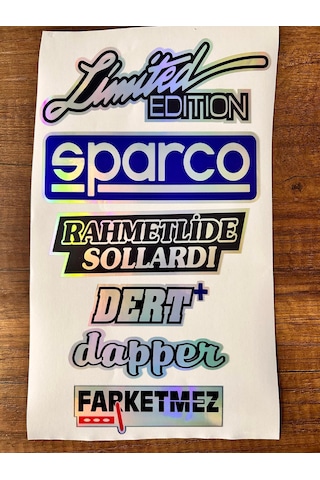 Limited
EDITION
sparco
RAHMETLİDE
SOLLARDI
DERT+
dapper
FARKETMEZ